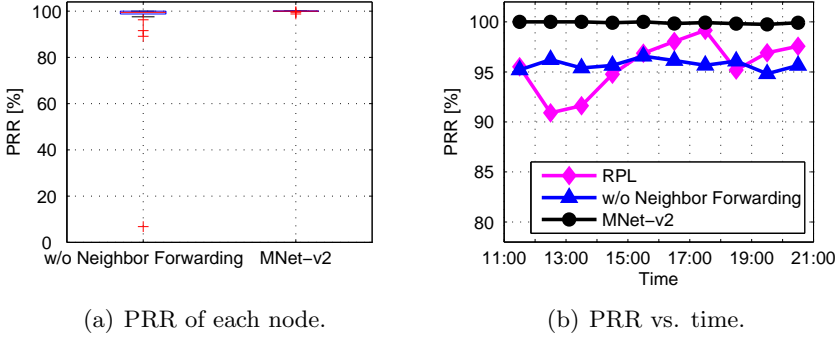 100
80
60
40
20
0
PRR [%]
w/o Neighbor Forwarding
MNet−v2
(a) PRR of each node.
100
95
90
85
80
PRR [%]
RPL
w/o Neighbor Forwarding
MNet−v2
11:00 13:00 15:00 17:00 19:00 21:00
Time
(b) PRR vs. time.